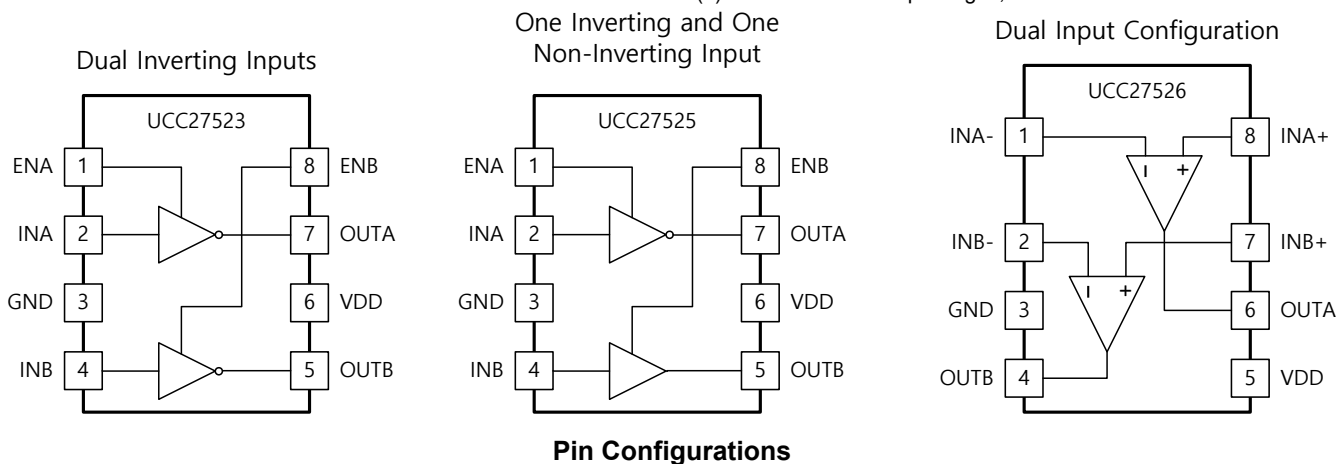 One Inverting and One
Non-Inverting Input
Dual Inverting Inputs
Dual Input Configuration
UCC27523
ENA 1 8 ENB
INA 2 7 OUTA
GND 3 6 VDD
INB 4 5 OUTB
UCC27525
ENA 1 8 ENB
INA 2 7 OUTA
GND 3 6 VDD
INB 4 5 OUTB
UCC27526
INA- 1 8 INA+
- +
INB- 2 7 INB+
- +
GND 3 6 OUTA
OUTB 4 5 VDD
Pin Configurations